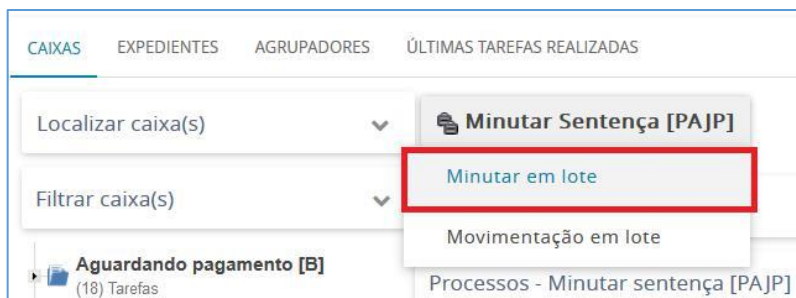 CAIXAS EXPEDIENTES AGRUPADORES ÚLTIMAS TAREFAS REALIZADAS
Localizar caixa(s)
Minutar Sentença [PAJP]
Minutar em lote
Filtrar caixa(s)
Movimentação em lote
Aguardando pagamento [B]
(18) Tarefas
Processos - Minutar sentença [PAJP]